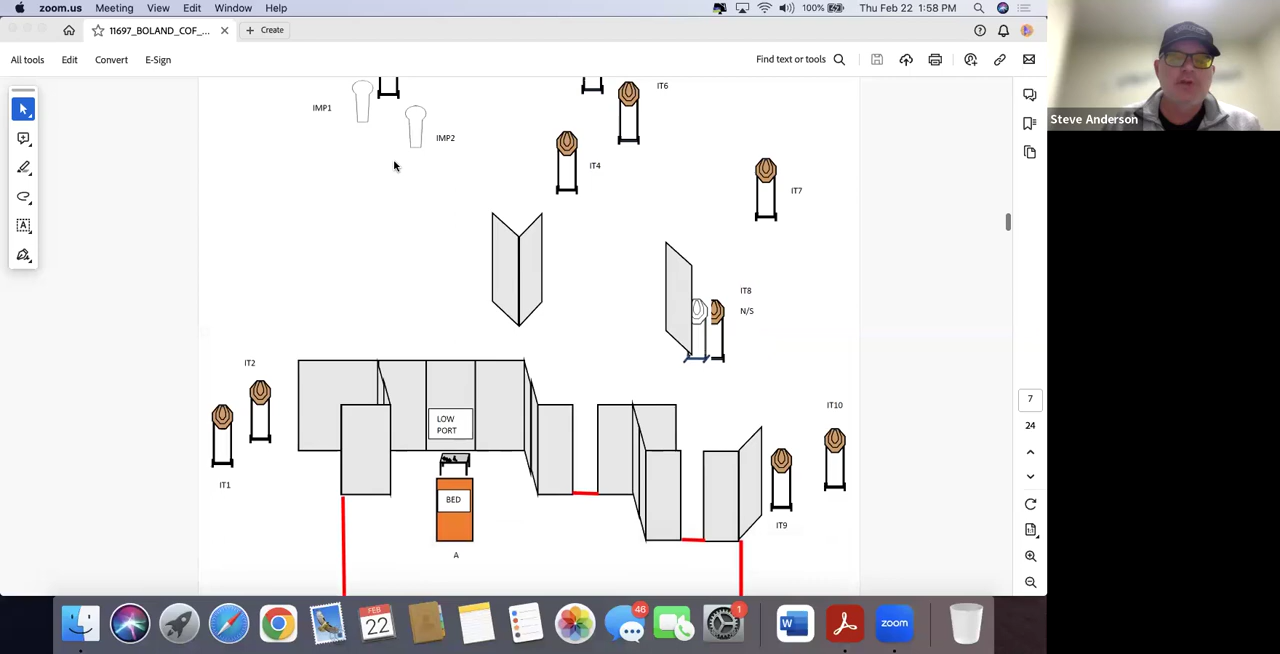 zoom.us Meeting View Edit Window Help 100% Thu Feb 22 1:58 PM
11697_BOLAND_COF_... + Create
All tools Edit Convert E-Sign Find text or tools
Steve Anderson
IT6
IMP1
IMP2
IT4
IT7
IT8
N/S
IT2
LOW
PORT
IT10
7
24
IT1
BED
IT9
A
FEB
22
46
1
zoom